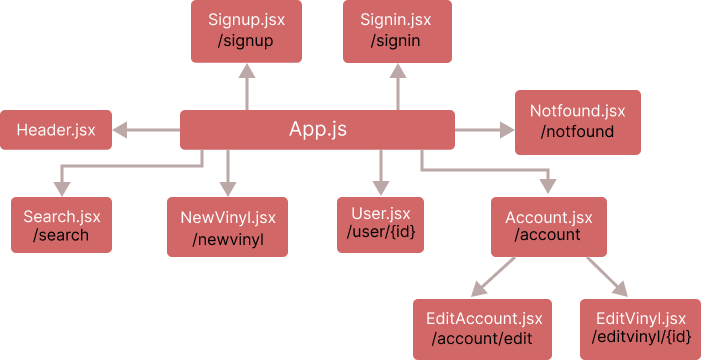 Signup.jsx
/signup
Signin.jsx
/signin
Header.jsx
App.js
Notfound.jsx
/notfound
Search.jsx
/search
NewVinyl.jsx
/newvinyl
User.jsx
/user/{id}
Account.jsx
/account
EditAccount.jsx
/account/edit
EditVinyl.jsx
/editvinyl/{id}